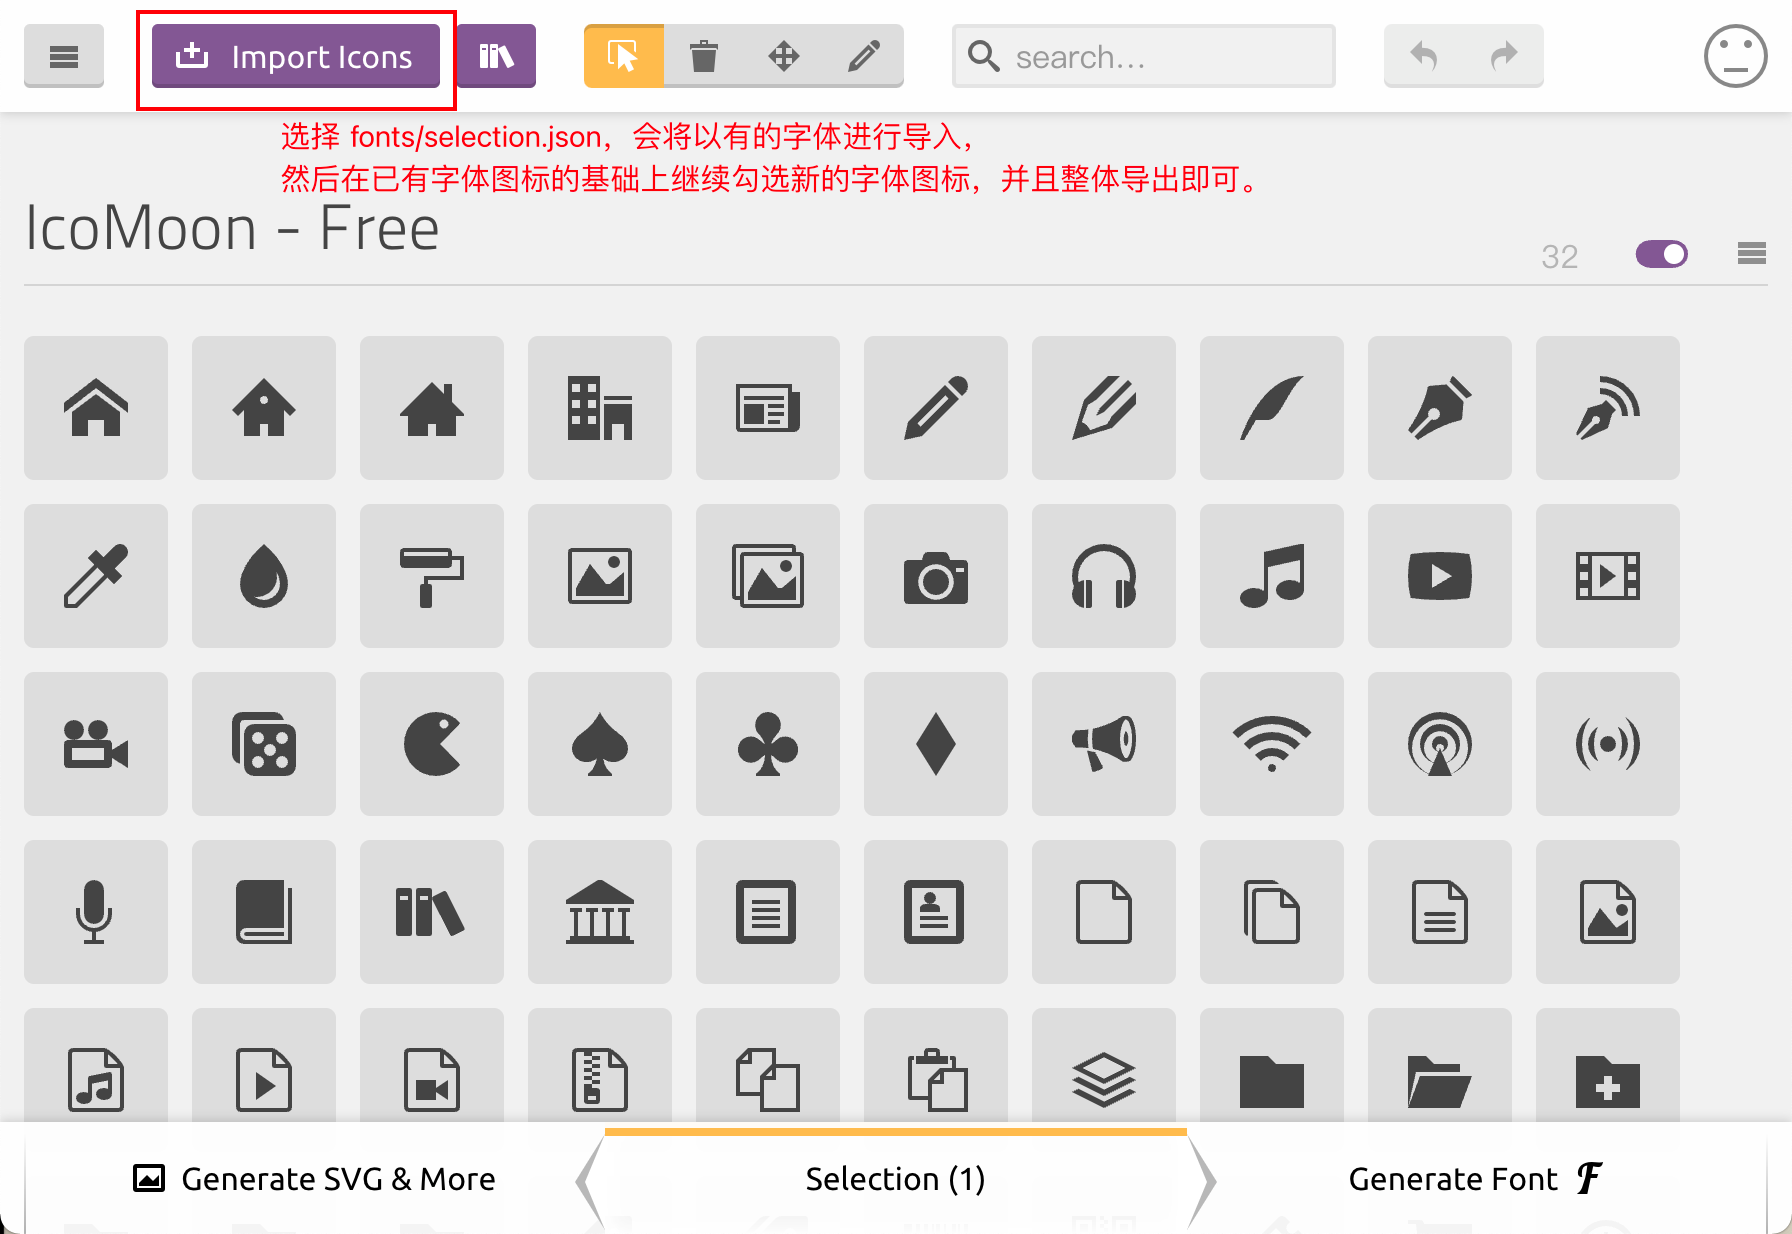 Import Icons
search...
选择 fonts/selection.json，会将以有的字体进行导入，
然后在已有字体图标的基础上继续勾选新的字体图标，并且整体导出即可。
IcoMoon - Free
32
Generate SVG & More
Selection (1)
Generate Font